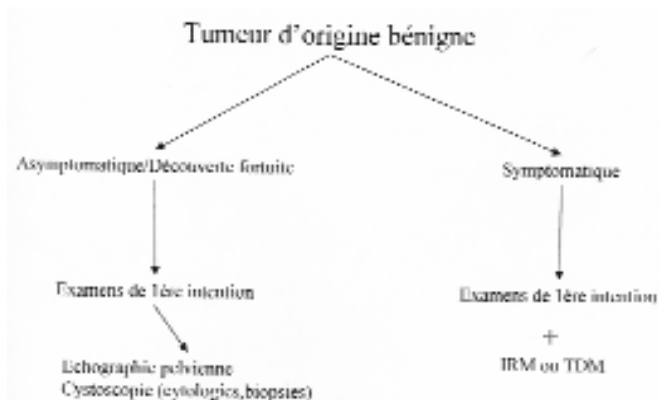 Tumeur d'origine bénigne
Asymptomatique/Découverte fortuite
Symptomatique
Examens de 1ère intention
Examens de 1ère intention
+
IRM ou TDM
Echographie pelvienne
Cystoscopie (cytologies,biopsies)